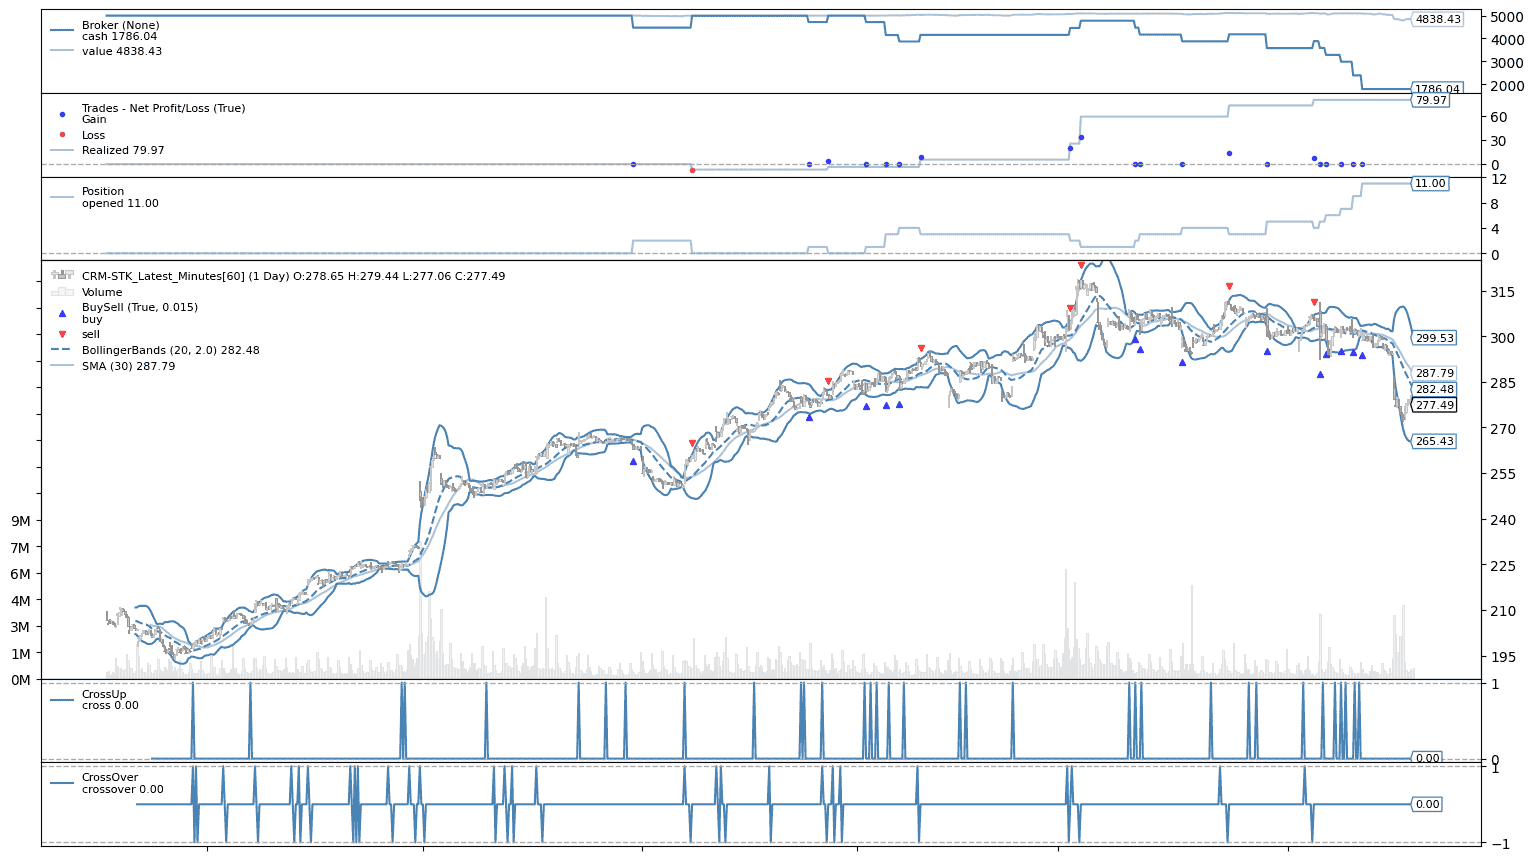 Broker (None)
cash 1786.04
value 4838.43
4838.43
1786.04
5000
4000
3000
2000
Trades - Net Profit/Loss (True)
Gain
Loss
Realized 79.97
79.97
60
30
0
Position
opened 11.00
11.00
12
8
4
0
CRM-STK_Latest_Minutes[60] (1 Day) O:278.65 H:279.44 L:277.06 C:277.49
Volume
BuySell (True, 0.015)
buy
sell
BollingerBands (20, 2.0) 282.48
SMA (30) 287.79
299.53
287.79
282.48
277.49
265.43
315
300
285
270
255
240
225
210
195
9M
7M
6M
4M
3M
1M
0M
CrossUp
cross 0.00
0.00
1
0
CrossOver
crossover 0.00
0.00
1
−1